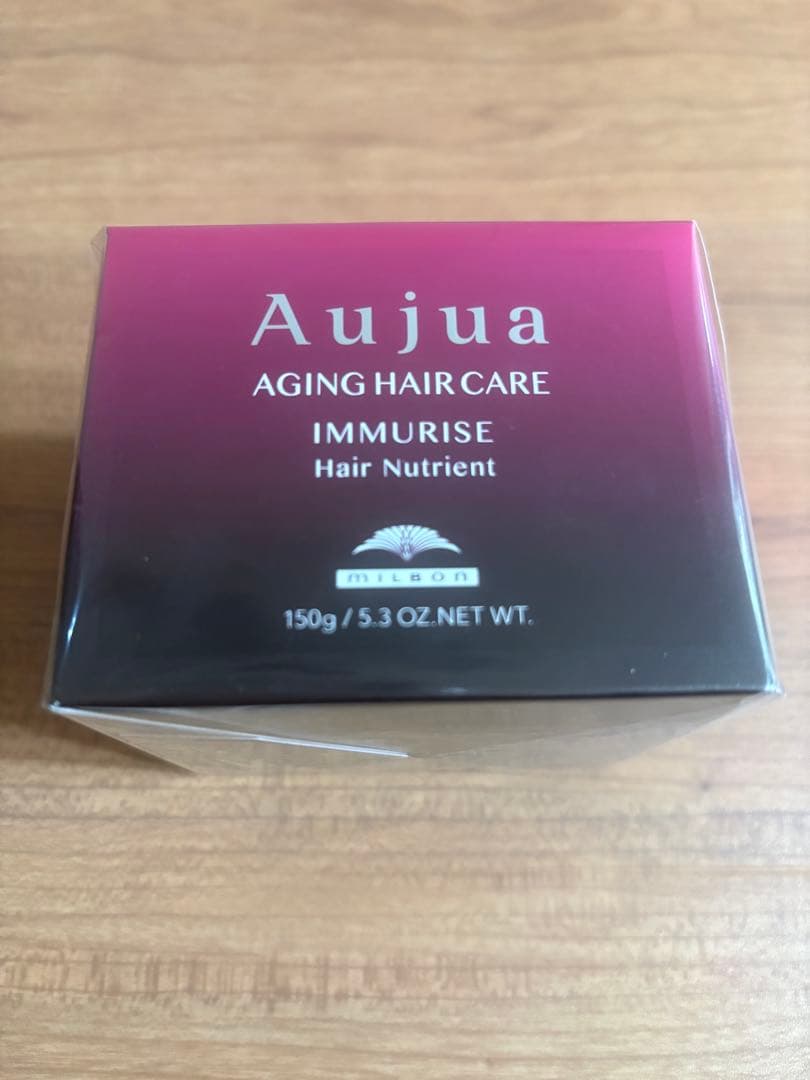 Aujua
AGING HAIR CARE
IMMURISE
Hair Nutrient
MILBON
150g / 5.3 OZ.NET WT.